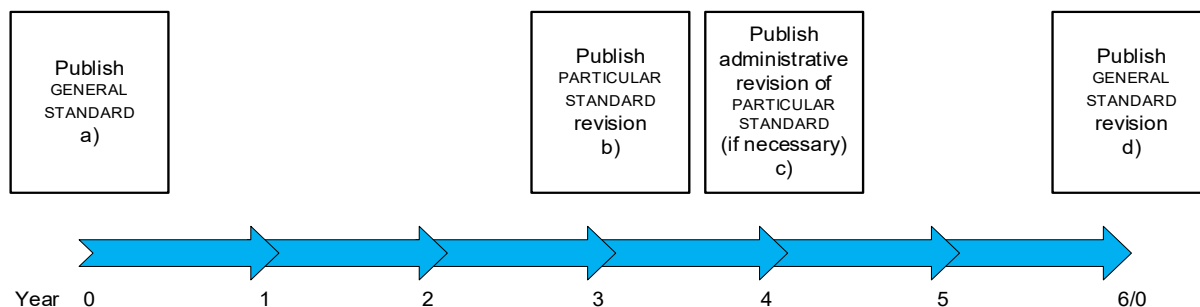 Publish
GENERAL
STANDARD
a)
Publish
PARTICULAR
STANDARD
revision
b)
Publish
administrative
revision of
PARTICULAR
STANDARD
(if necessary)
c)
Publish
GENERAL
STANDARD
revision
d)
Year 0 1 2 3 4 5 6/0